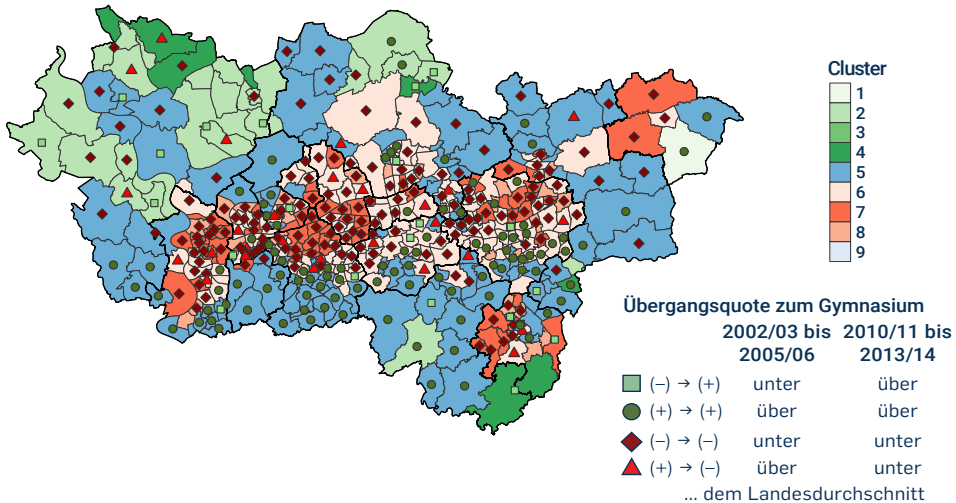 Cluster
1
2
3
4
5
6
7
8
9
Übergangsquote zum Gymnasium
2002/03 bis 2005/06
2010/11 bis 2013/14
(−) → (+) unter über
(+) → (+) über über
(−) → (−) unter unter
(+) → (−) über unter
... dem Landesdurchschnitt